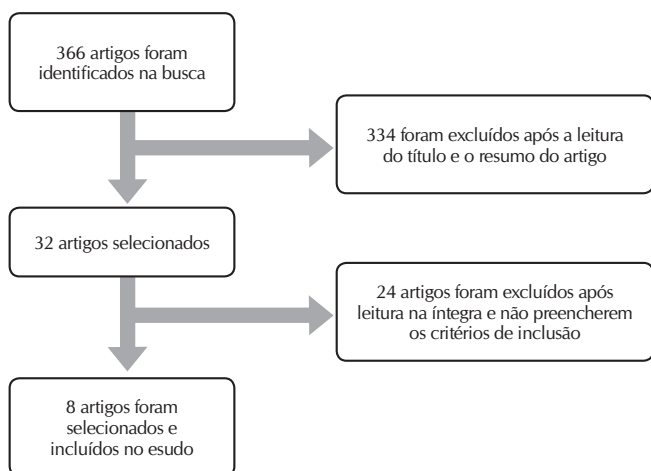 366 artigos foram
identificados na busca
334 foram excluídos após a leitura
do título e o resumo do artigo
32 artigos selecionados
24 artigos foram excluídos após
leitura na íntegra e não preencherem
os critérios de inclusão
8 artigos foram
selecionados e
incluídos no esudo